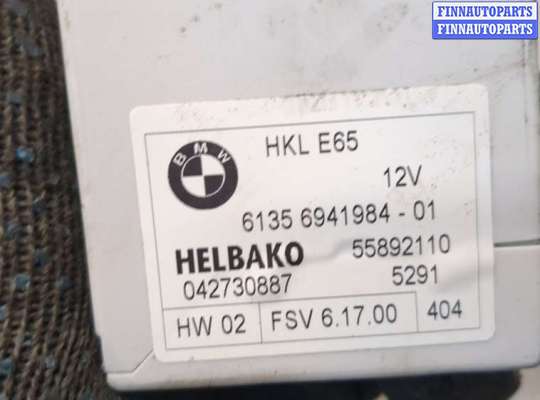 FINNAUTOPARTS
FINNAUTOPARTS
BMW
HKL E65
12V
6135 6941984 - 01
HELBAKO 55892110
042730887 5291
HW 02 FSV 6.17.00 404